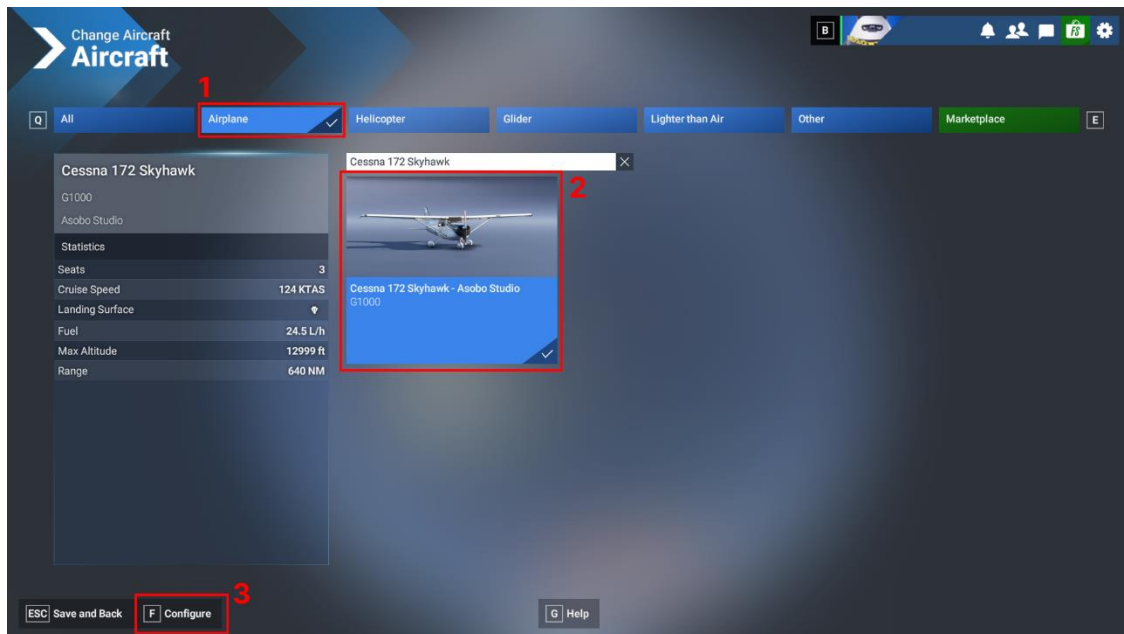 Change Aircraft
Aircraft
B
FS
1
Q
All
Airplane
Helicopter
Glider
Lighter than Air
Other
Marketplace
E
Cessna 172 Skyhawk
G1000
Asobo Studio
Statistics
Seats 3
Cruise Speed 124 KTAS
Landing Surface
Fuel 24.5 L/h
Max Altitude 12999 ft
Range 640 NM
Cessna 172 Skyhawk
2
Cessna 172 Skyhawk - Asobo Studio
G1000
3
ESC Save and Back
F Configure
G Help